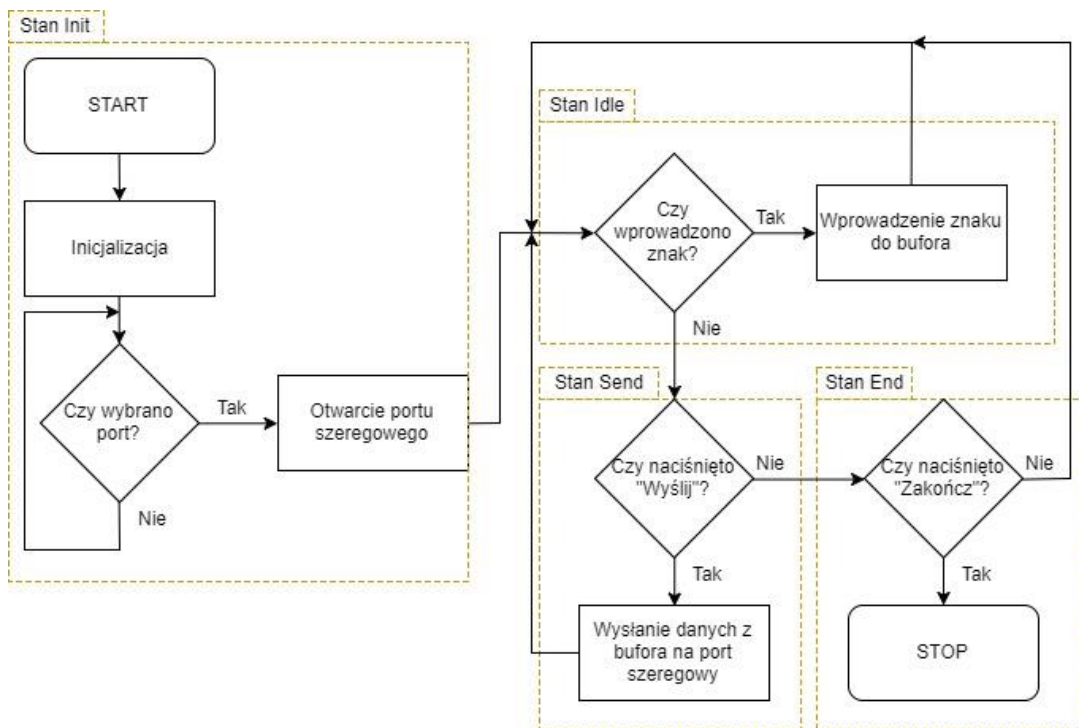 Stan Init
START
Inicjalizacja
Czy wybrano
port?
Tak
Nie
Otwarcie portu
szeregowego
Stan Idle
Czy
wprowadzono
znak?
Tak
Wprowadzenie znaku
do bufora
Nie
Stan Send
Czy naciśnięto
"Wyślij"?
Nie
Tak
Wysłanie danych z
bufora na port
szeregowy
Stan End
Czy naciśnięto
"Zakończ"?
Nie
Tak
STOP